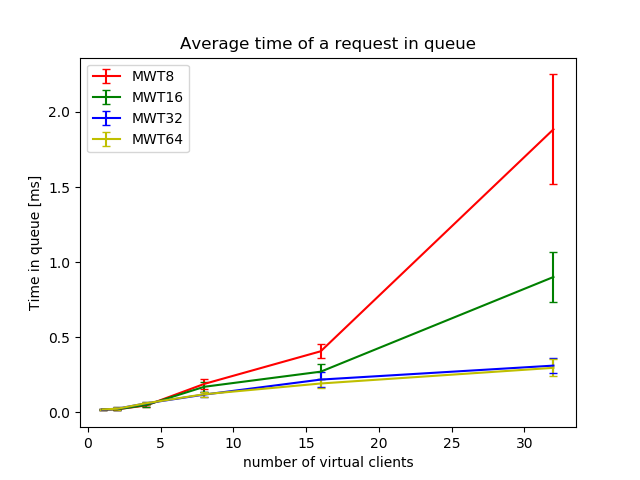 Average time of a request in queue
MWT8
MWT16
MWT32
MWT64
Time in queue [ms]
2.0
1.5
1.0
0.5
0.0
0 5 10 15 20 25 30
number of virtual clients